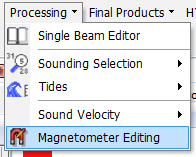 Processing Final Products H
Single Beam Editor
Sounding Selection
Tides
Sound Velocity
Magnetometer Editing